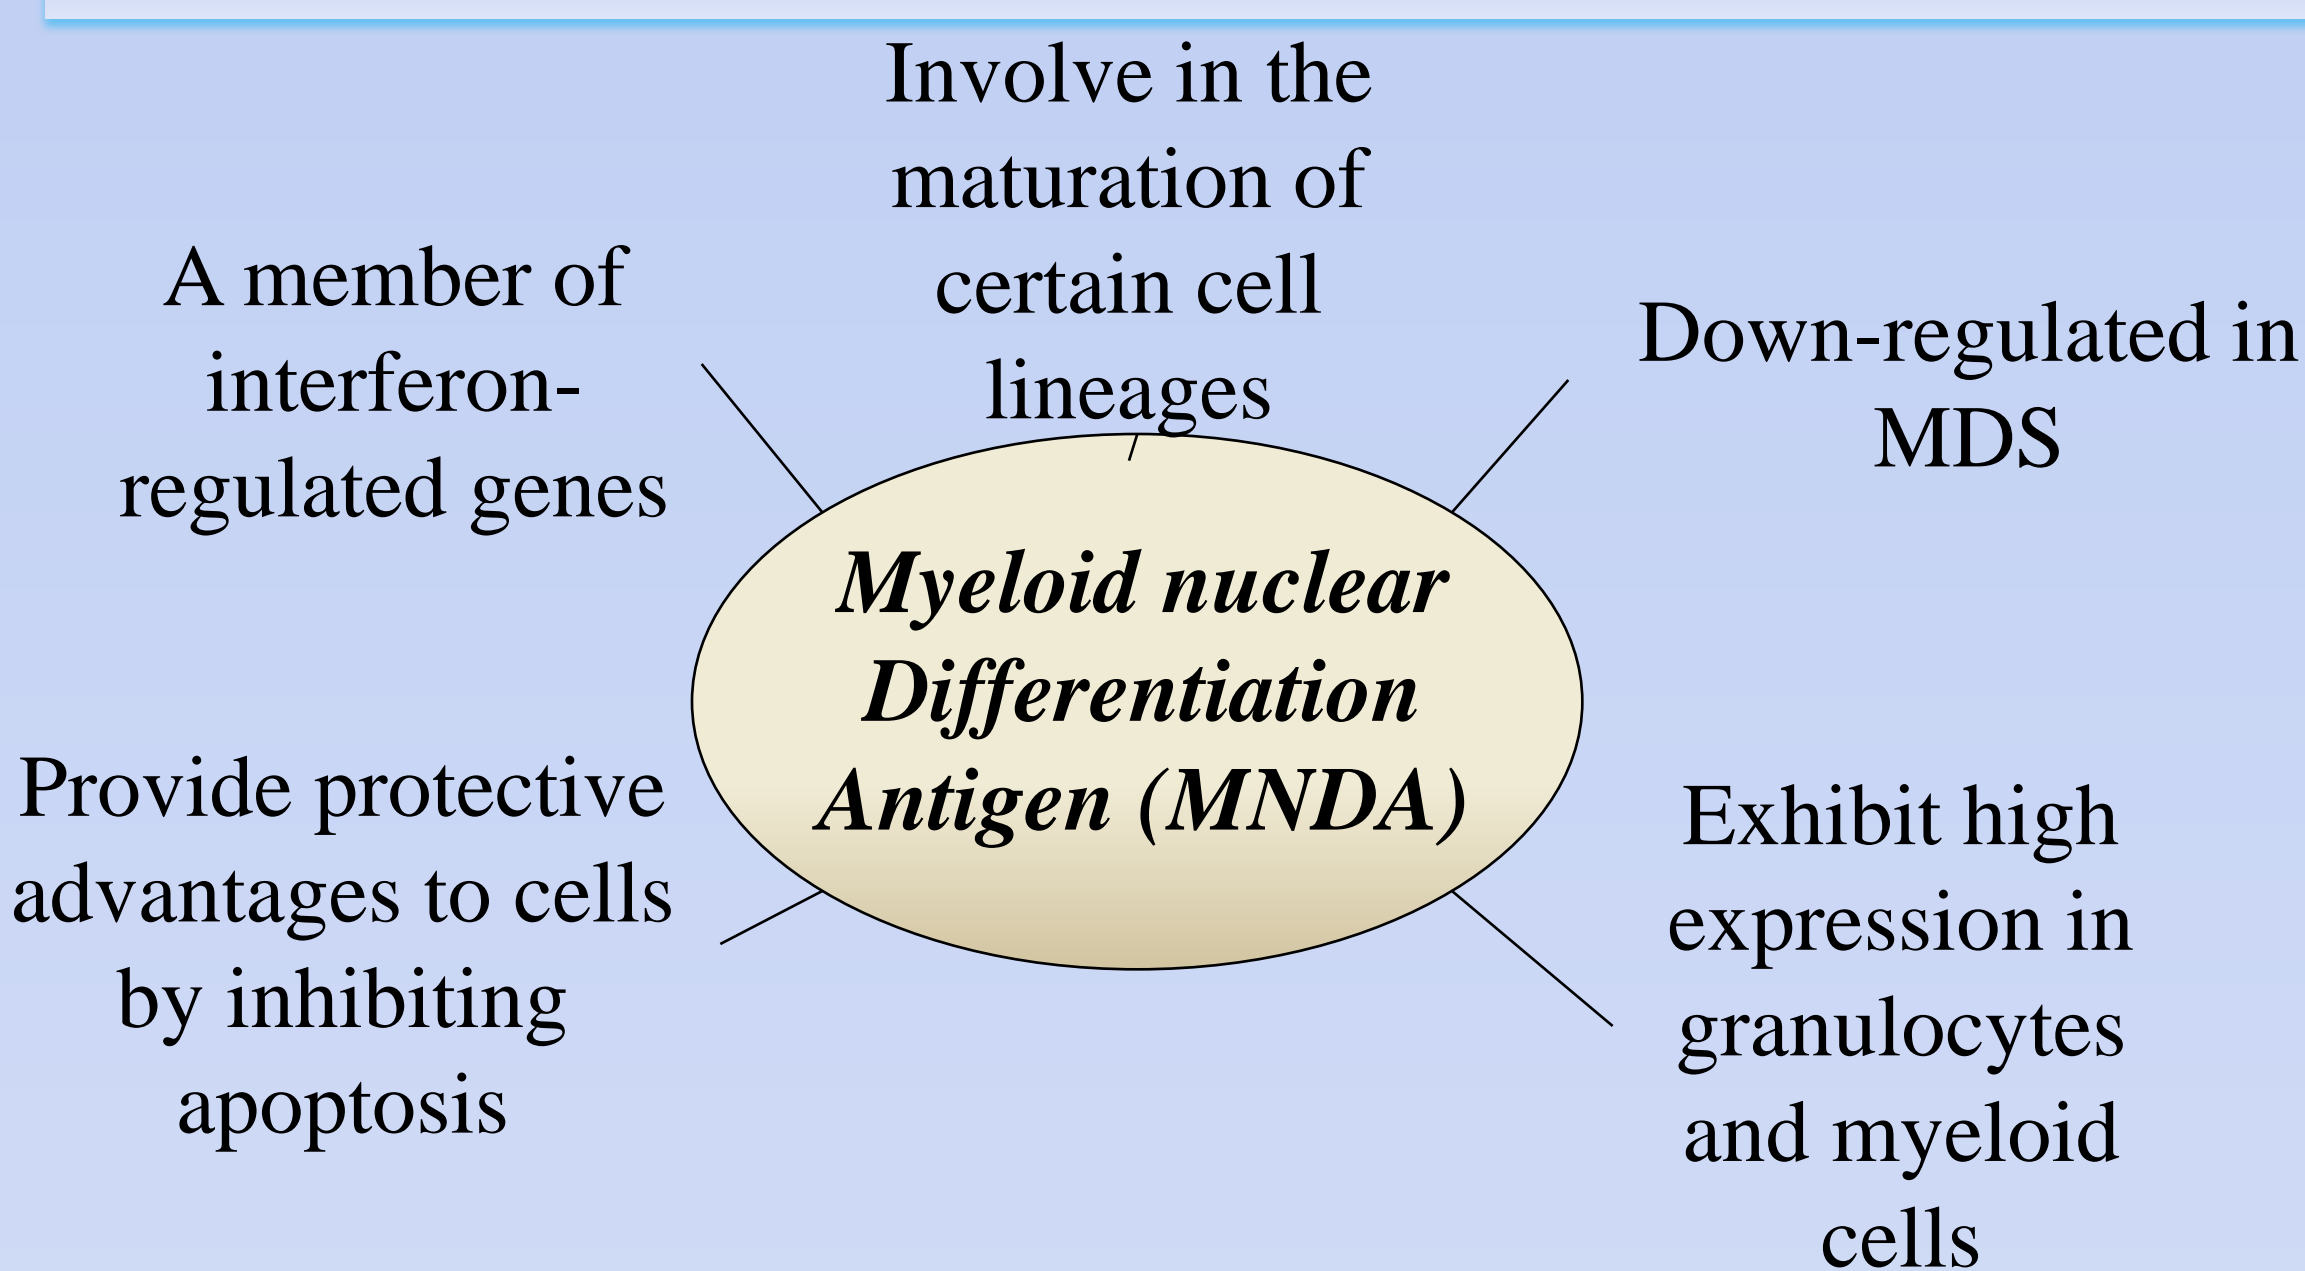 Involve in the
maturation of
certain cell
lineages
A member of
interferon-
regulated genes
Down-regulated in
MDS
Myeloid nuclear
Differentiation
Antigen (MNDA)
Provide protective
advantages to cells
by inhibiting
apoptosis
Exhibit high
expression in
granulocytes
and myeloid
cells